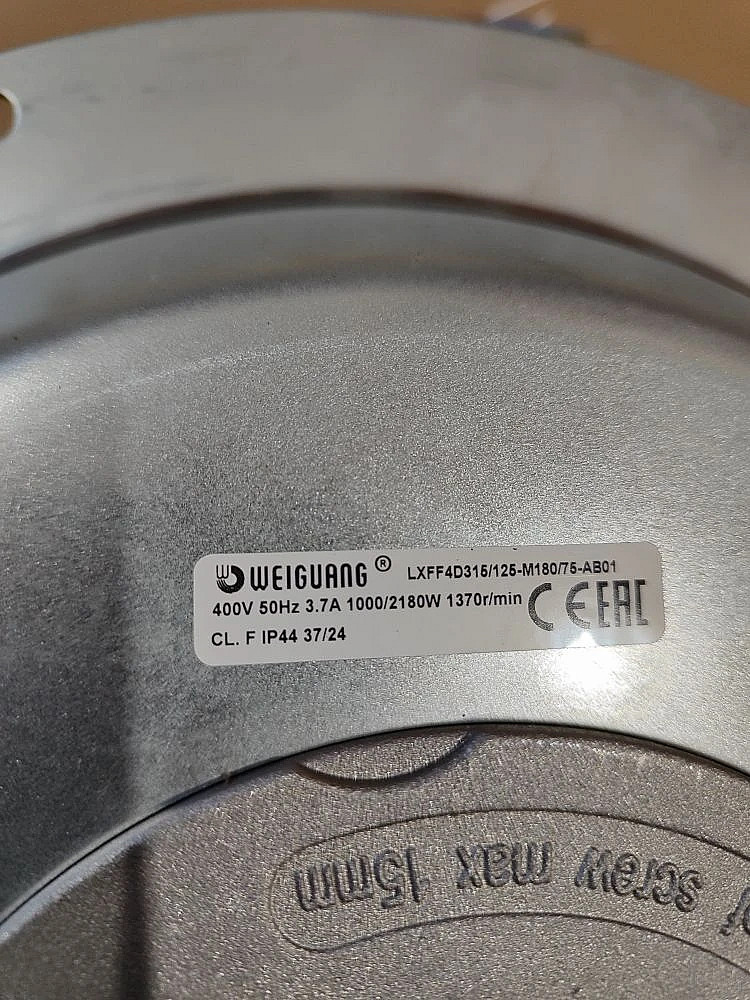 WEIGUANG® LXFF4D315/125-M180/75-AB01
400V 50Hz 3.7A 1000/2180W 1370r/min CE EAC
CL. F IP44 37/24
screw max 15mm